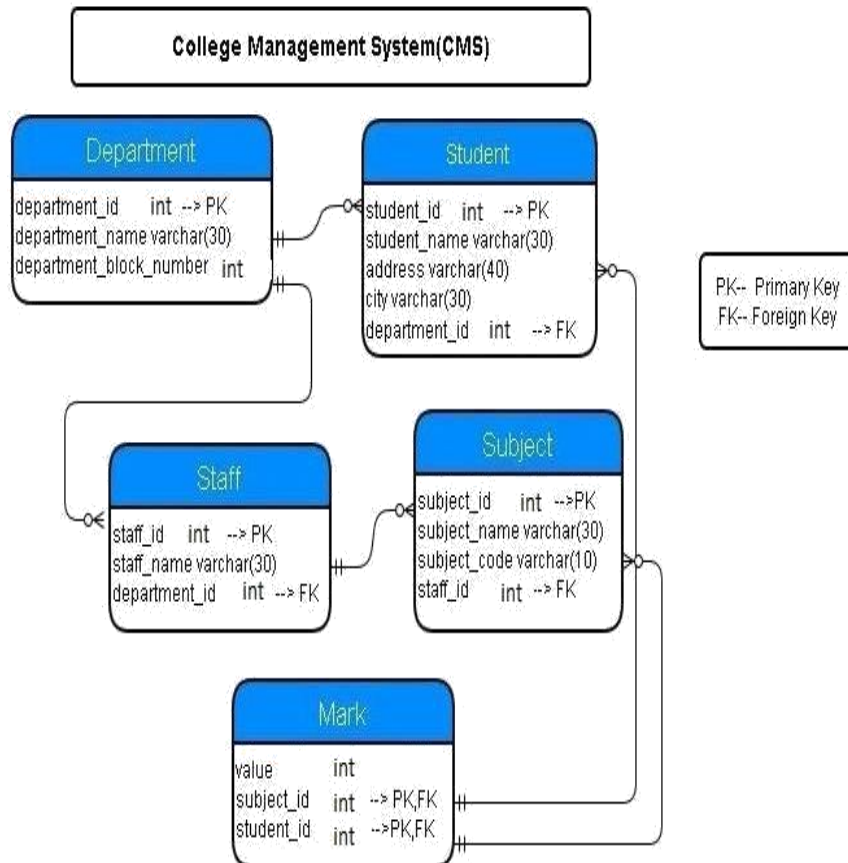 College Management System(CMS)
Department
department_id int --> PK
department_name varchar(30)
department_block_number int
Student
student_id int --> PK
student_name varchar(30)
address varchar(40)
city varchar(30)
department_id int --> FK
PK-- Primary Key
FK-- Foreign Key
Staff
staff_id int --> PK
staff_name varchar(30)
department_id int --> FK
Subject
subject_id int -->PK
subject_name varchar(30)
subject_code varchar(10)
staff_id int --> FK
Mark
value int
subject_id int --> PK,FK
student_id int -->PK,FK